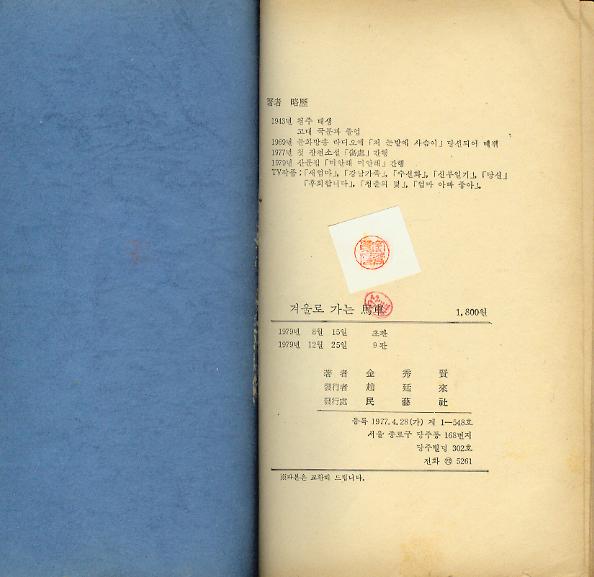 著者 略歷
1943년 청주 태생
고대 국문과 졸업
1969년 문화방송 라디오에 「저 눈밭에 사슴이」 당선되어 데뷔
1977년 첫 장편소설 「傷處」 간행
1979년 산문집 「미안해 미안해」 간행
TV작품: 「새엄마」, 「강남가족」, 「수선화」, 「신부일기」, 「당신」
「후회합니다」, 「청춘의 덫」, 「엄마 아빠 좋아」,
겨울로 가는 馬車 1,800원
1979년 8월 15일 초판
1979년 12월 25일 9판
著者 金秀賢
發行者 趙廷來
發行處 民藝社
등록 1977.4.28(가) 제 1—548호
서울 종로구 당주동 168번지
당주빌딩 302호
전화 5261
※파본은 교환해 드립니다.